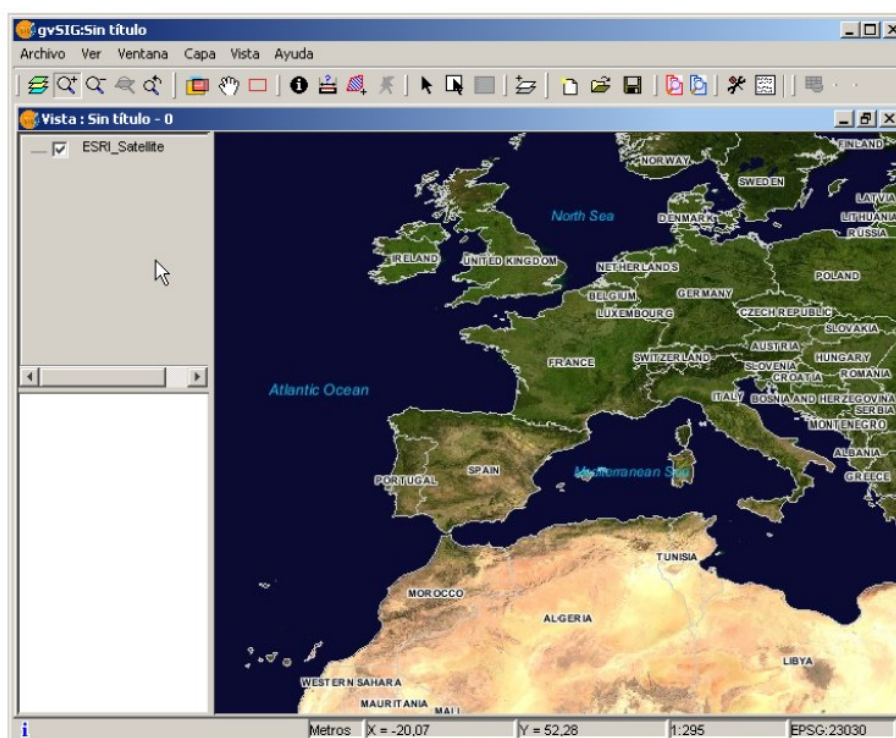 gvSIG:Sin título
Archivo Ver Ventana Capa Vista Ayuda
Vista : Sin título - 0
ESRI_Satellite
FINLAND
NORWAY
SWEDEN
North Sea
LATVIA
DENMARK
LITHUANIA
RUSSIA
IRELAND
UNITED KINGDOM
NETHERLANDS
POLAND
BELGIUM
GERMANY
LUXEMBOURG
CZECH REPUBLIC
SLOVAKIA
AUSTRIA
FRANCE
SWITZERLAND
HUNGARY
SLOVENIA
ROMANIA
CROATIA
Atlantic Ocean
ITALY
BOSNIA AND HERZEGOVINA
SERBIA
MONTENEGRO
ALBANIA
SPAIN
Mediterranean Sea
PORTUGAL
GREECE
TUNISIA
MOROCCO
ALGERIA
LIBYA
WESTERN SAHARA
MAURITANIA
MALI
Metros X = -20,07 Y = 52,28 1:295 EPSG:23030